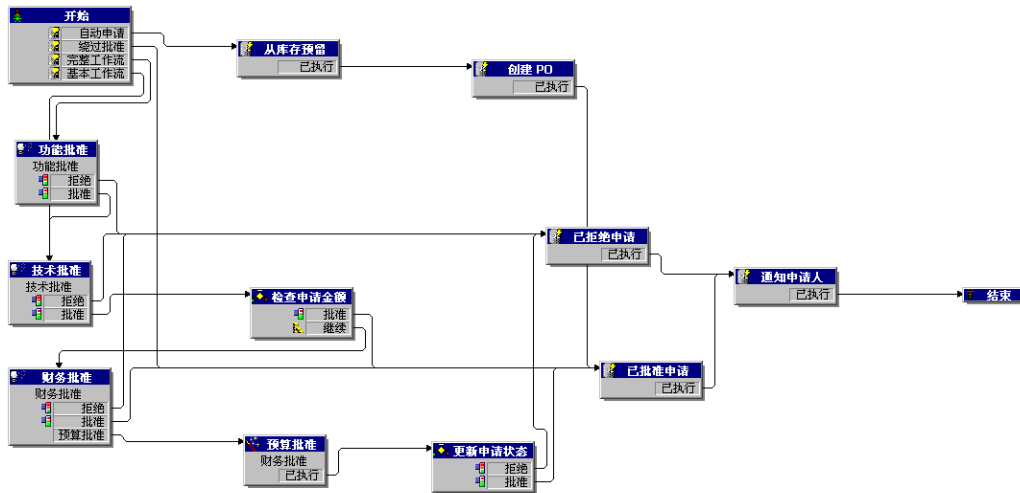 开始
自动申请
绕过批准
完整工作流
基本工作流
从库存预留
已执行
创建 PO
已执行
功能批准
功能批准
拒绝
批准
已拒绝申请
已执行
技术批准
技术批准
拒绝
批准
检查申请金额
批准
继续
通知申请人
已执行
结束
财务批准
财务批准
拒绝
批准
预算批准
已批准申请
已执行
预算批准
财务批准
已执行
更新申请状态
拒绝
批准